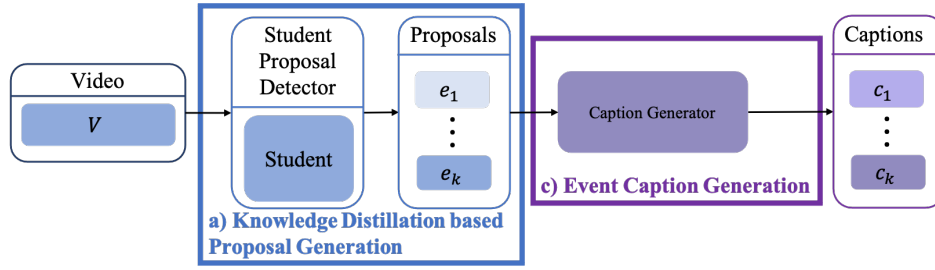 Video
V
Student
Proposal
Detector
Student
Proposals
e1
⋮
ek
a) Knowledge Distillation based
Proposal Generation
Caption Generator
c) Event Caption Generation
Captions
c1
⋮
ck